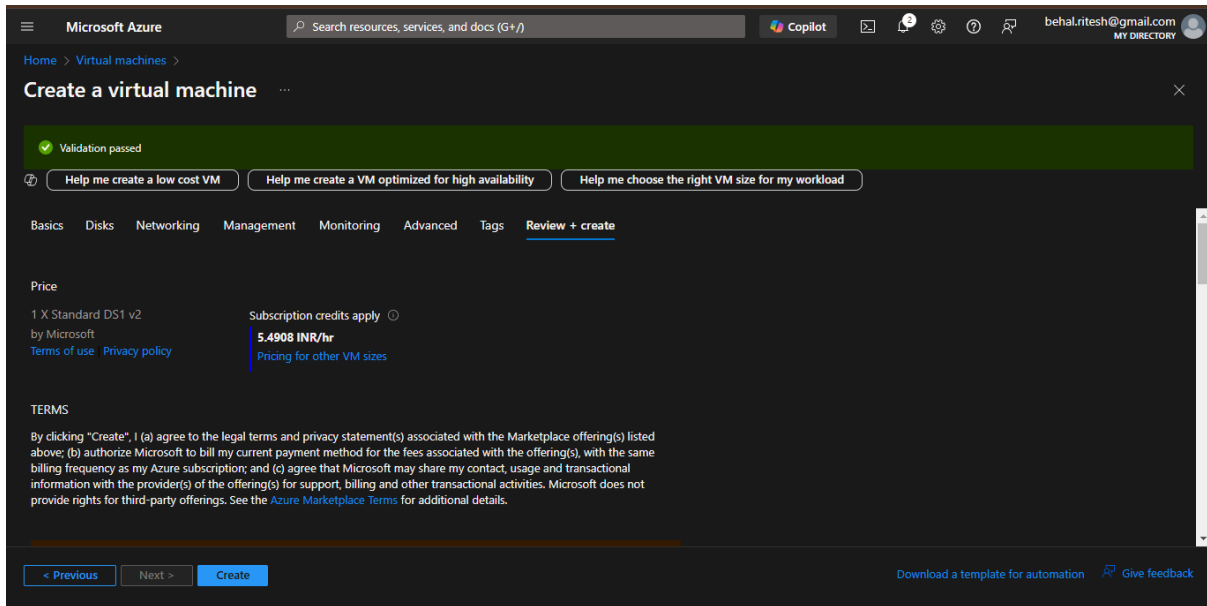 Microsoft Azure
Search resources, services, and docs (G+/)
Copilot
2
behal.ritesh@gmail.com
MY DIRECTORY
Home > Virtual machines >
Create a virtual machine ...
Validation passed
Help me create a low cost VM
Help me create a VM optimized for high availability
Help me choose the right VM size for my workload
Basics Disks Networking Management Monitoring Advanced Tags Review + create
Price
1 X Standard DS1 v2
by Microsoft
Terms of use | Privacy policy
Subscription credits apply
5.4908 INR/hr
Pricing for other VM sizes
TERMS
By clicking "Create", I (a) agree to the legal terms and privacy statement(s) associated with the Marketplace offering(s) listed
above; (b) authorize Microsoft to bill my current payment method for the fees associated with the offering(s), with the same
billing frequency as my Azure subscription; and (c) agree that Microsoft may share my contact, usage and transactional
information with the provider(s) of the offering(s) for support, billing and other transactional activities. Microsoft does not
provide rights for third-party offerings. See the Azure Marketplace Terms for additional details.
< Previous
Next >
Create
Download a template for automation
Give feedback